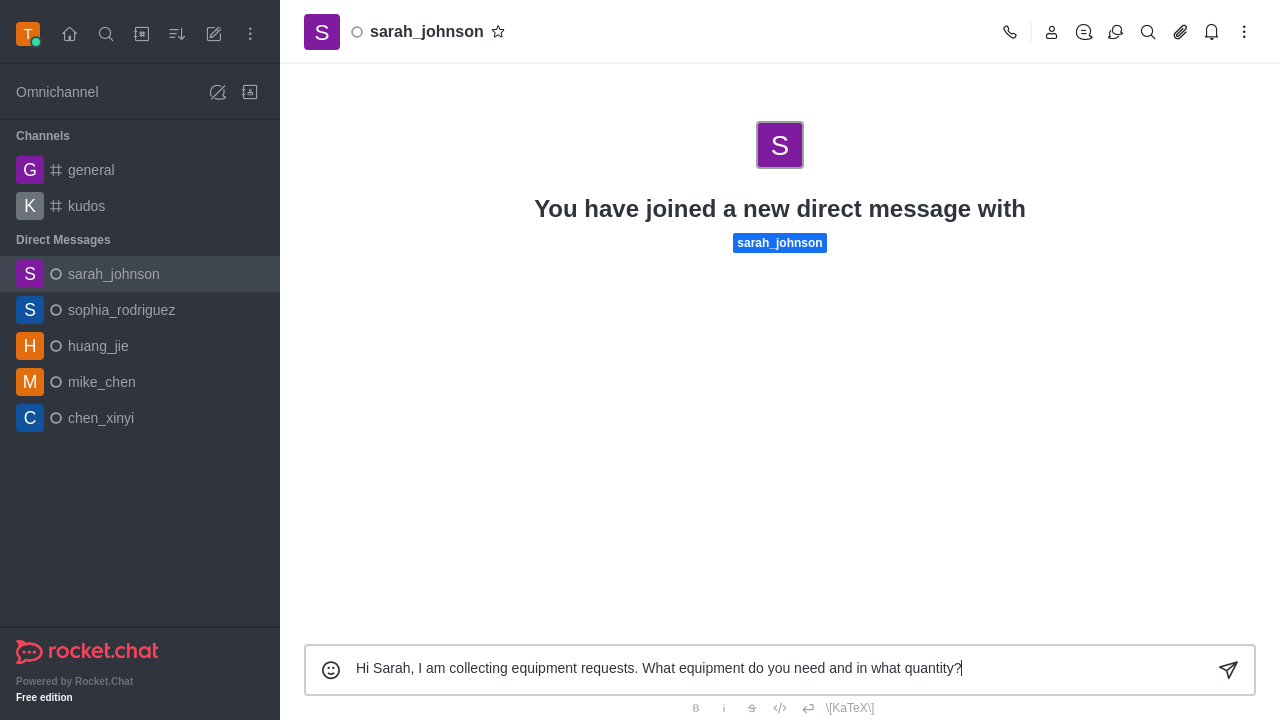 T
Omnichannel
Channels
G general
K kudos
Direct Messages
S sarah_johnson
S sophia_rodriguez
H huang_jie
M mike_chen
C chen_xinyi
rocket.chat
Powered by Rocket.Chat
Free edition
S sarah_johnson
S
You have joined a new direct message with
sarah_johnson
Hi Sarah, I am collecting equipment requests. What equipment do you need and in what quantity?
B i S \[KaTeX\]